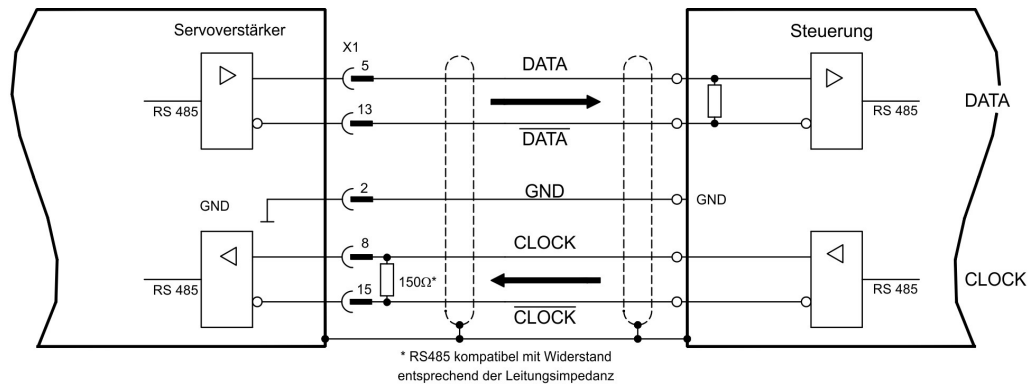 Servoverstärker
Steuerung
X1
5
DATA
RS 485
RS 485
DATA
13
DATA
2
GND
GND
GND
8
CLOCK
RS 485
150Ω*
RS 485
CLOCK
15
CLOCK
* RS485 kompatibel mit Widerstand
entsprechend der Leitungsimpedanz